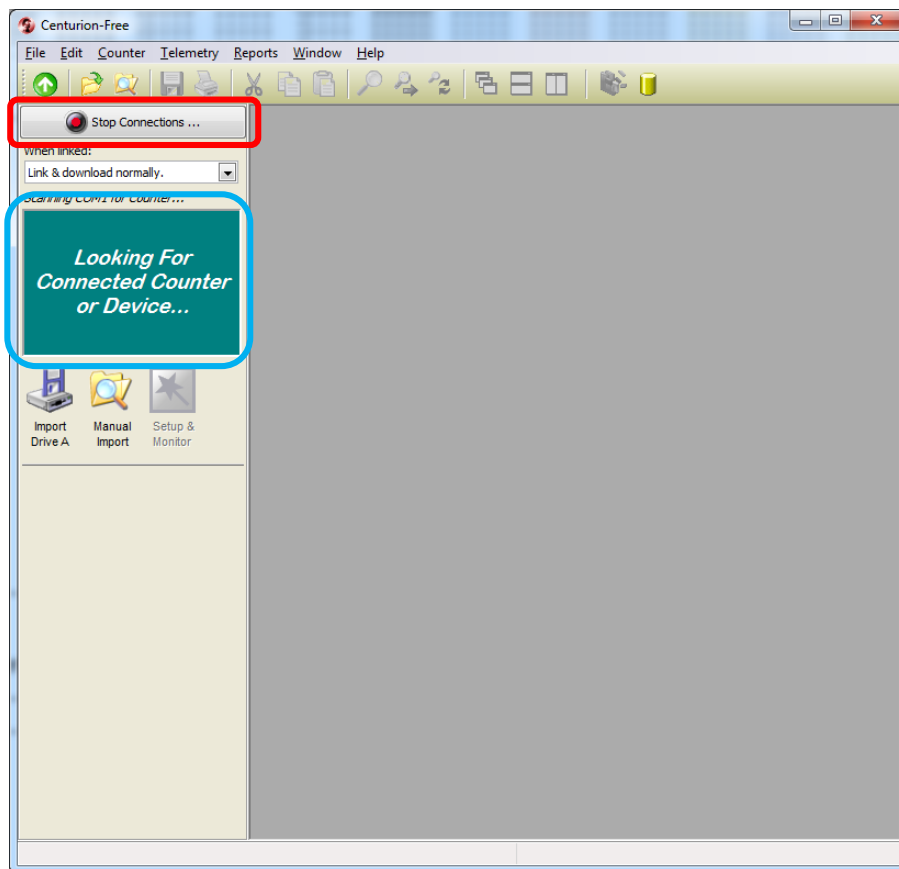 Centurion-Free
File Edit Counter Telemetry Reports Window Help
Stop Connections ...
When linked:
Link & download normally.
Scanning COM1 for Counter...
Looking For
Connected Counter
or Device...
Import Manual Setup &
Drive A Import Monitor